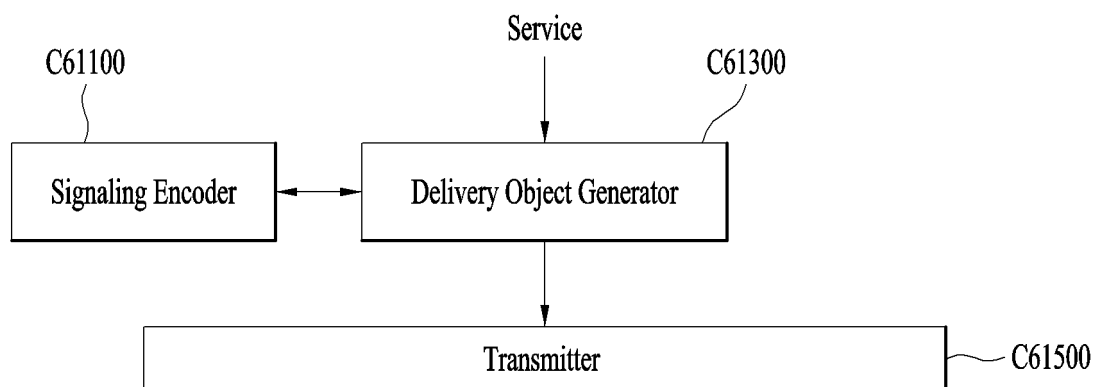 Service
C61100
C61300
Signaling Encoder
Delivery Object Generator
Transmitter
C61500